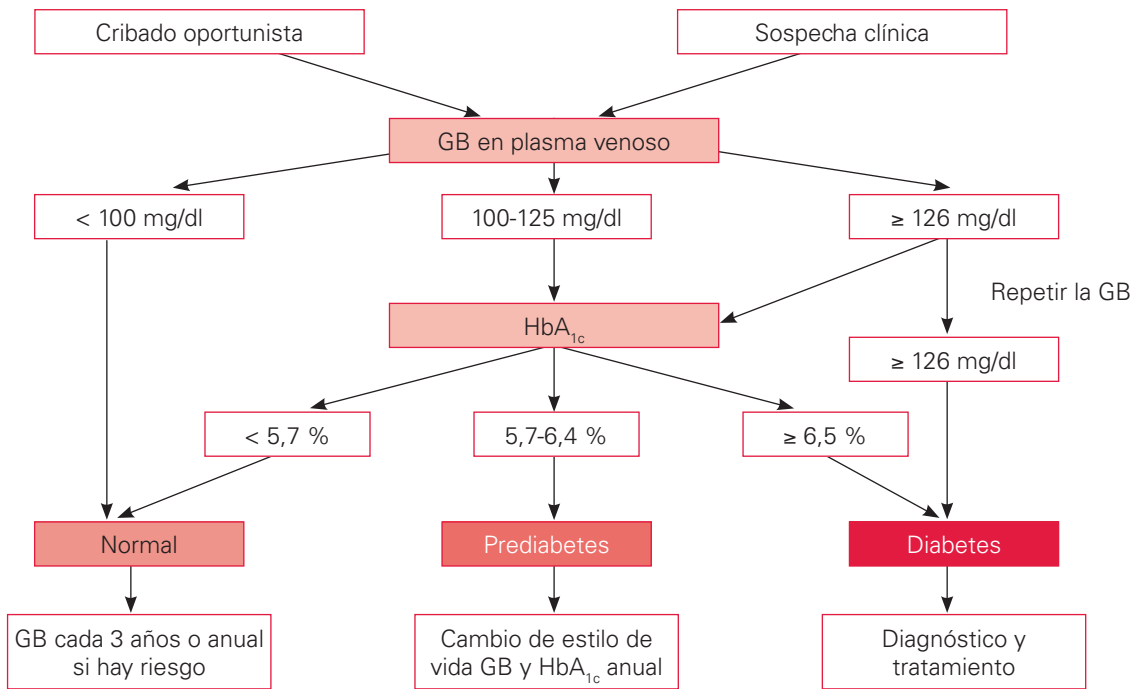 Cribado oportunista
Sospecha clínica
GB en plasma venoso
< 100 mg/dl
100-125 mg/dl
≥ 126 mg/dl
Repetir la GB
HbA1c
≥ 126 mg/dl
< 5,7 %
5,7-6,4 %
≥ 6,5 %
Normal
Prediabetes
Diabetes
GB cada 3 años o anual
si hay riesgo
Cambio de estilo de
vida GB y HbA1c anual
Diagnóstico y
tratamiento